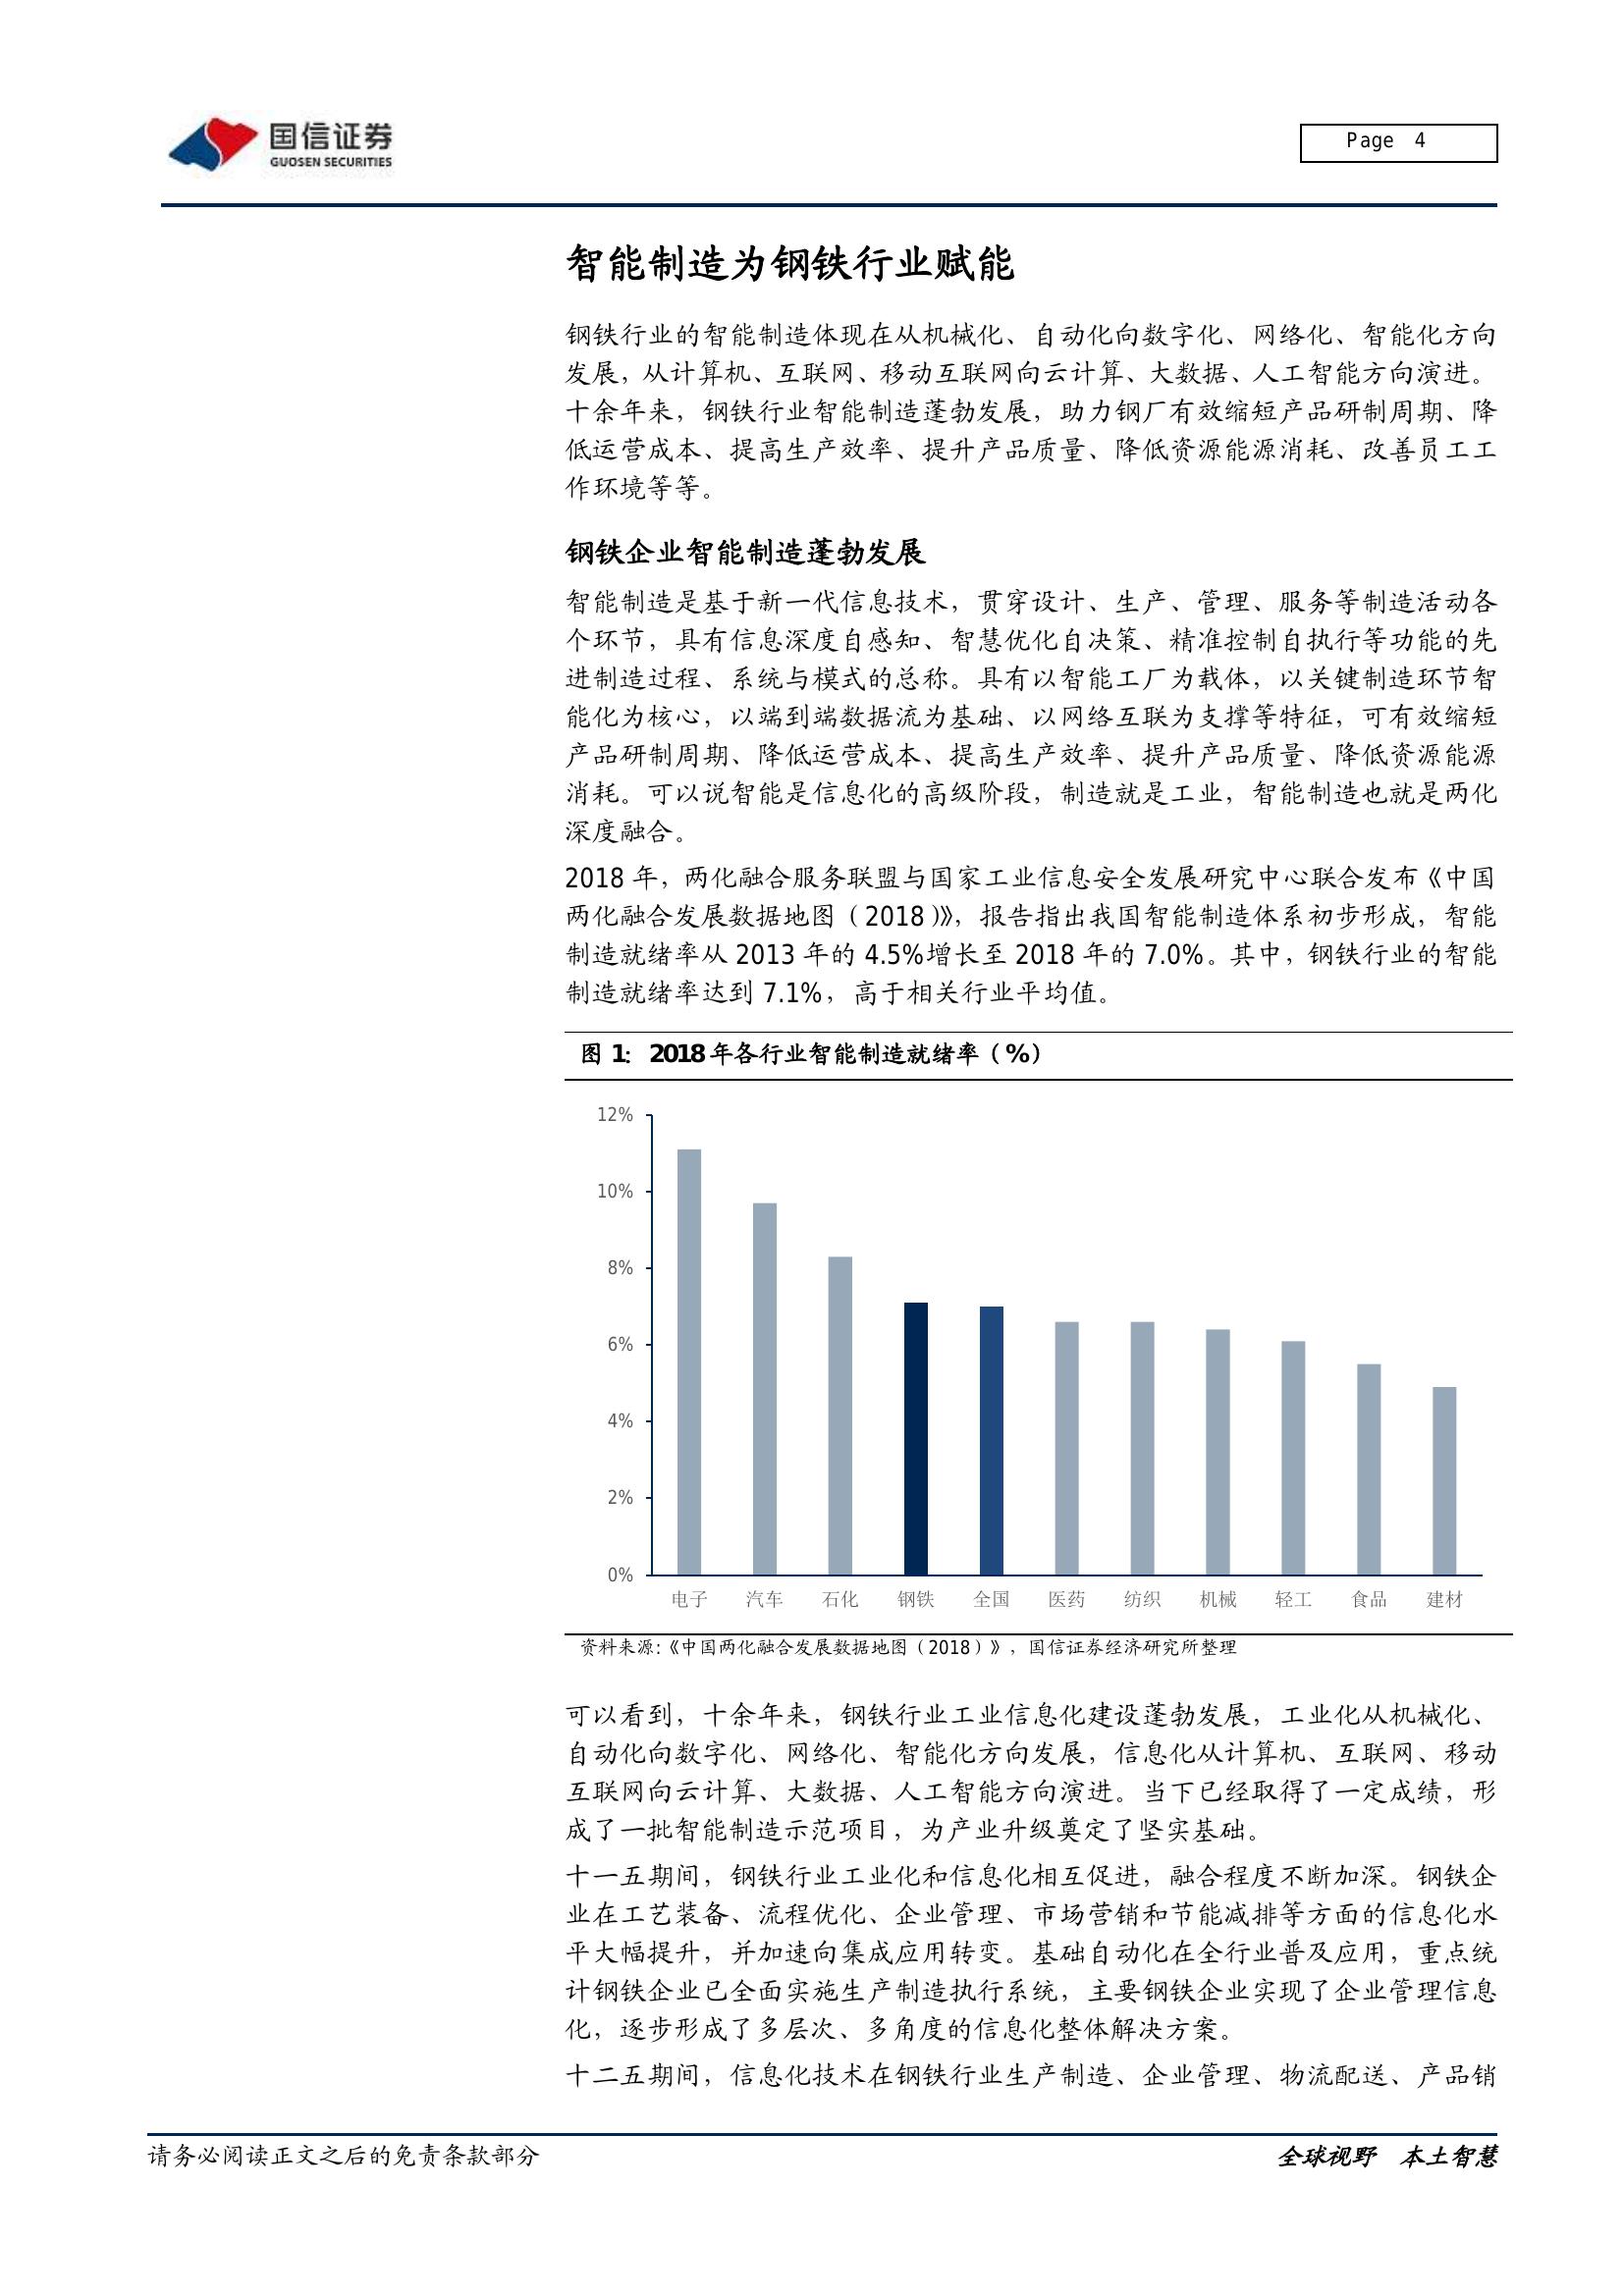 国信证券
GUOSEN SECURITIES
Page 4
智能制造为钢铁行业赋能
钢铁行业的智能制造体现在从机械化、自动化向数字化、网络化、智能化方向
发展，从计算机、互联网、移动互联网向云计算、大数据、人工智能方向演进。
十余年来，钢铁行业智能制造蓬勃发展，助力钢厂有效缩短产品研制周期、降
低运营成本、提高生产效率、提升产品质量、降低资源能源消耗、改善员工工
作环境等等。
钢铁企业智能制造蓬勃发展
智能制造是基于新一代信息技术，贯穿设计、生产、管理、服务等制造活动各
个环节，具有信息深度自感知、智慧优化自决策、精准控制自执行等功能的先
进制造过程、系统与模式的总称。具有以智能工厂为载体，以关键制造环节智
能化为核心，以端到端数据流为基础、以网络互联为支撑等特征，可有效缩短
产品研制周期、降低运营成本、提高生产效率、提升产品质量、降低资源能源
消耗。可以说智能是信息化的高级阶段，制造就是工业，智能制造也就是两化
深度融合。
2018 年，两化融合服务联盟与国家工业信息安全发展研究中心联合发布《中国
两化融合发展数据地图（2018）》，报告指出我国智能制造体系初步形成，智能
制造就绪率从 2013 年的 4.5%增长至 2018 年的 7.0%。其中，钢铁行业的智能
制造就绪率达到 7.1%，高于相关行业平均值。
图 1： 2018 年各行业智能制造就绪率（%）
12%
10%
8%
6%
4%
2%
0%
电子 汽车 石化 钢铁 全国 医药 纺织 机械 轻工 食品 建材
资料来源:《中国两化融合发展数据地图（2018）》，国信证券经济研究所整理
可以看到，十余年来，钢铁行业工业信息化建设蓬勃发展，工业化从机械化、
自动化向数字化、网络化、智能化方向发展，信息化从计算机、互联网、移动
互联网向云计算、大数据、人工智能方向演进。当下已经取得了一定成绩，形
成了一批智能制造示范项目，为产业升级奠定了坚实基础。
十一五期间，钢铁行业工业化和信息化相互促进，融合程度不断加深。钢铁企
业在工艺装备、流程优化、企业管理、市场营销和节能减排等方面的信息化水
平大幅提升，并加速向集成应用转变。基础自动化在全行业普及应用，重点统
计钢铁企业已全面实施生产制造执行系统，主要钢铁企业实现了企业管理信息
化，逐步形成了多层次、多角度的信息化整体解决方案。
十二五期间，信息化技术在钢铁行业生产制造、企业管理、物流配送、产品销
请务必阅读正文之后的免责条款部分
全球视野 本土智慧